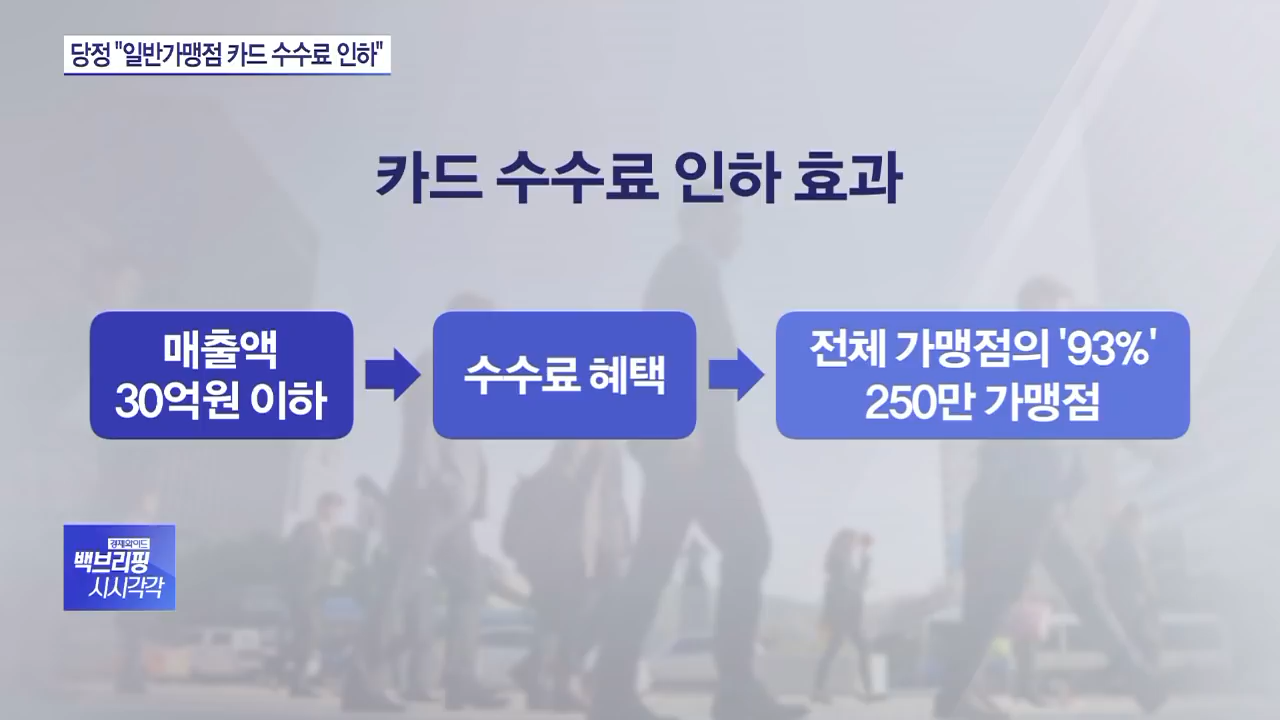 당정 "일반가맹점 카드 수수료 인하"
카드 수수료 인하 효과
매출액
30억원 이하
수수료 혜택
전체 가맹점의 '93%'
250만 가맹점
경제와이드
백브리핑
시시각각